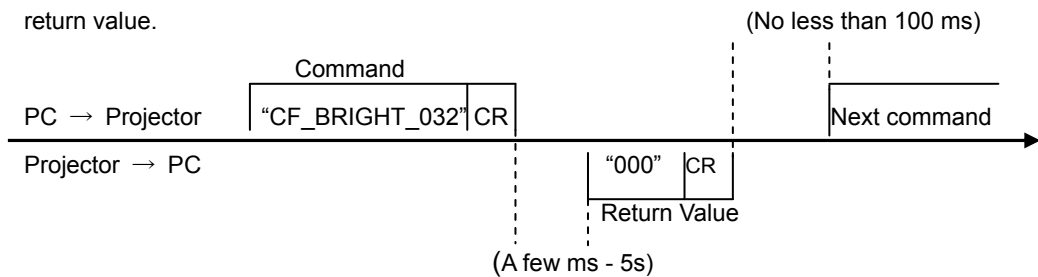 return value.
(No less than 100 ms)
Command
PC → Projector
“CF_BRIGHT_032” CR
Next command
Projector → PC
“000” CR
Return Value
(A few ms - 5s)